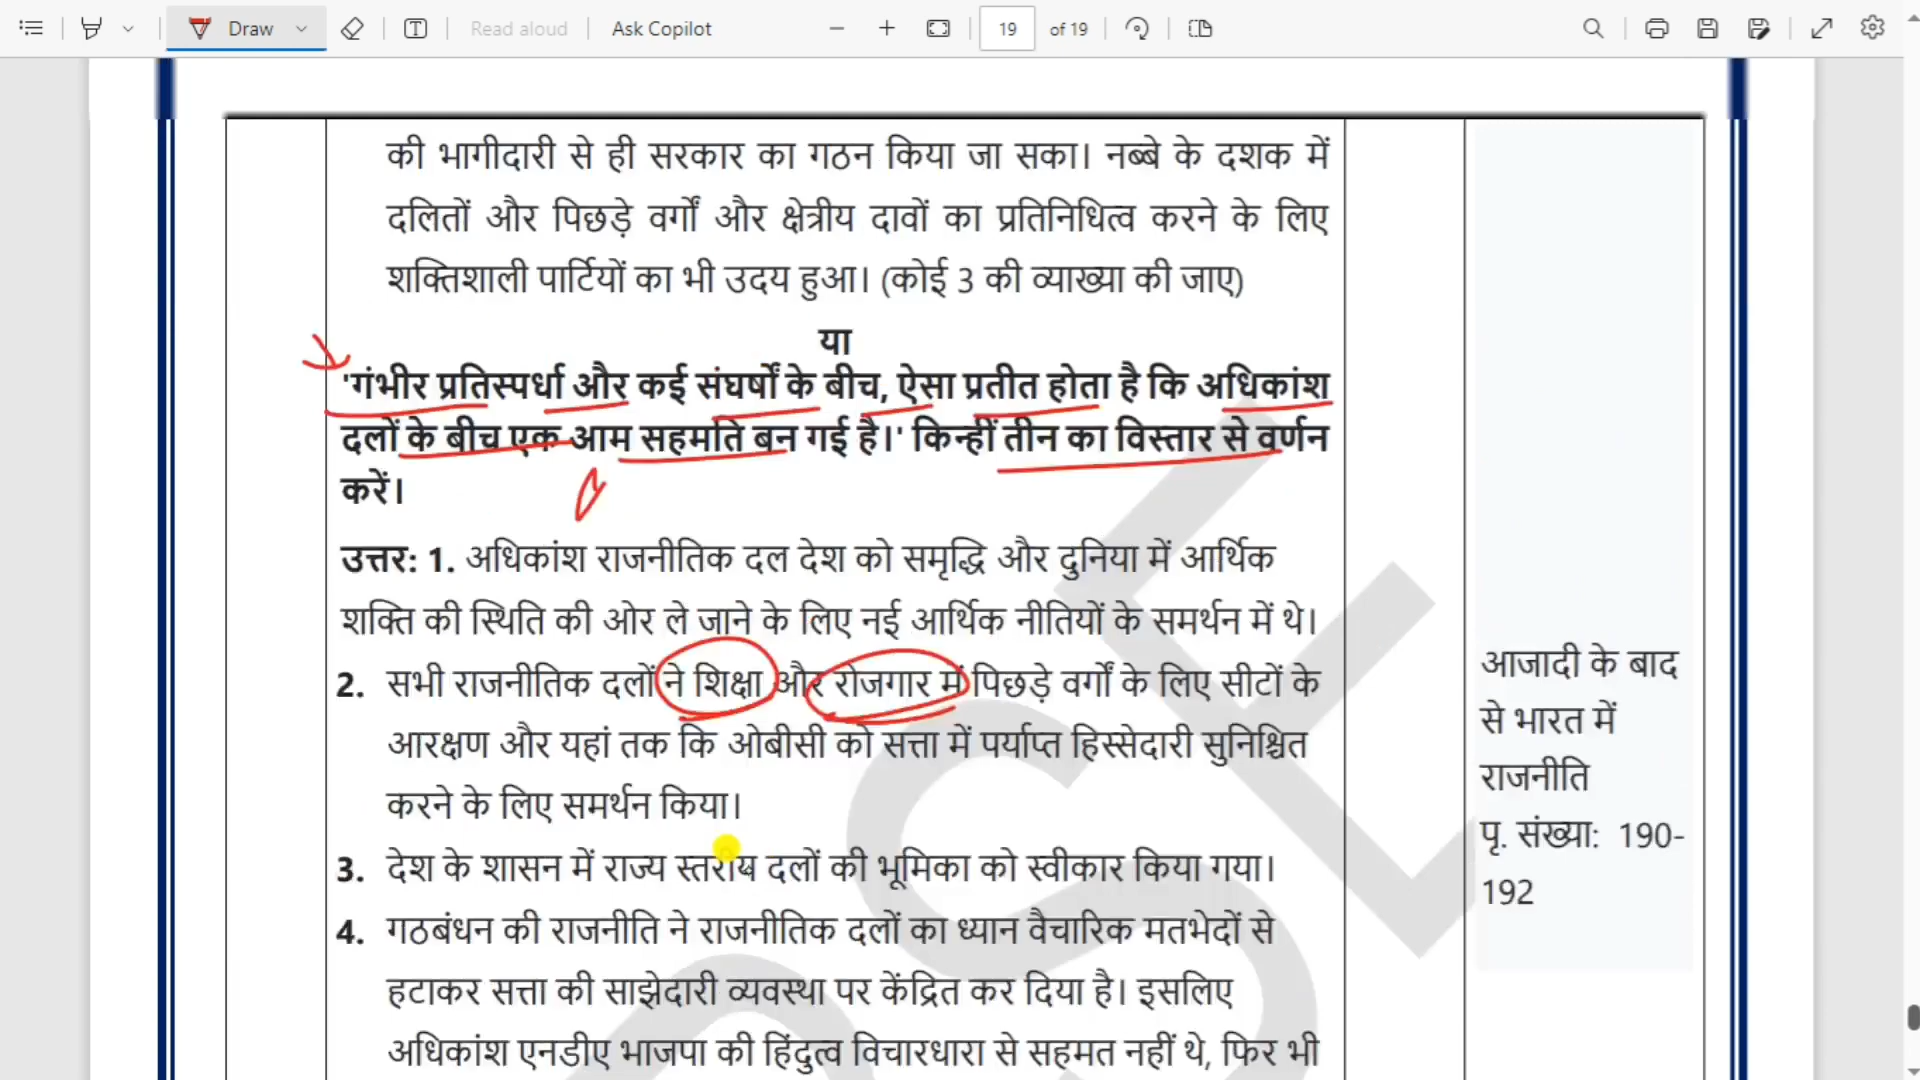 Draw
Read aloud
Ask Copilot
19
of 19
की भागीदारी से ही सरकार का गठन किया जा सका। नब्बे के दशक में
दलितों और पिछड़े वर्गों और क्षेत्रीय दावों का प्रतिनिधित्व करने के लिए
शक्तिशाली पार्टियों का भी उदय हुआ। (कोई 3 की व्याख्या की जाए)
या
'गंभीर प्रतिस्पर्धा और कई संघर्षों के बीच, ऐसा प्रतीत होता है कि अधिकांश
दलों के बीच एक आम सहमति बन गई है।' किन्हीं तीन का विस्तार से वर्णन
करें।
उत्तर: 1. अधिकांश राजनीतिक दल देश को समृद्धि और दुनिया में आर्थिक
शक्ति की स्थिति की ओर ले जाने के लिए नई आर्थिक नीतियों के समर्थन में थे।
2. सभी राजनीतिक दलों ने शिक्षा और रोजगार में पिछड़े वर्गों के लिए सीटों के
आरक्षण और यहां तक कि ओबीसी को सत्ता में पर्याप्त हिस्सेदारी सुनिश्चित
करने के लिए समर्थन किया।
3. देश के शासन में राज्य स्तरीय दलों की भूमिका को स्वीकार किया गया।
4. गठबंधन की राजनीति ने राजनीतिक दलों का ध्यान वैचारिक मतभेदों से
हटाकर सत्ता की साझेदारी व्यवस्था पर केंद्रित कर दिया है। इसलिए
अधिकांश एनडीए भाजपा की हिंदुत्व विचारधारा से सहमत नहीं थे, फिर भी
आजादी के बाद
से भारत में
राजनीति
पृ. संख्या: 190-
192